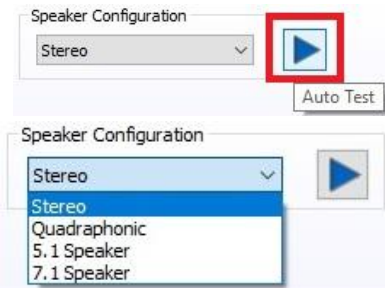 Speaker Configuration
Stereo
Auto Test
Speaker Configuration
Stereo
Stereo
Quadraphonic
5.1 Speaker
7.1 Speaker